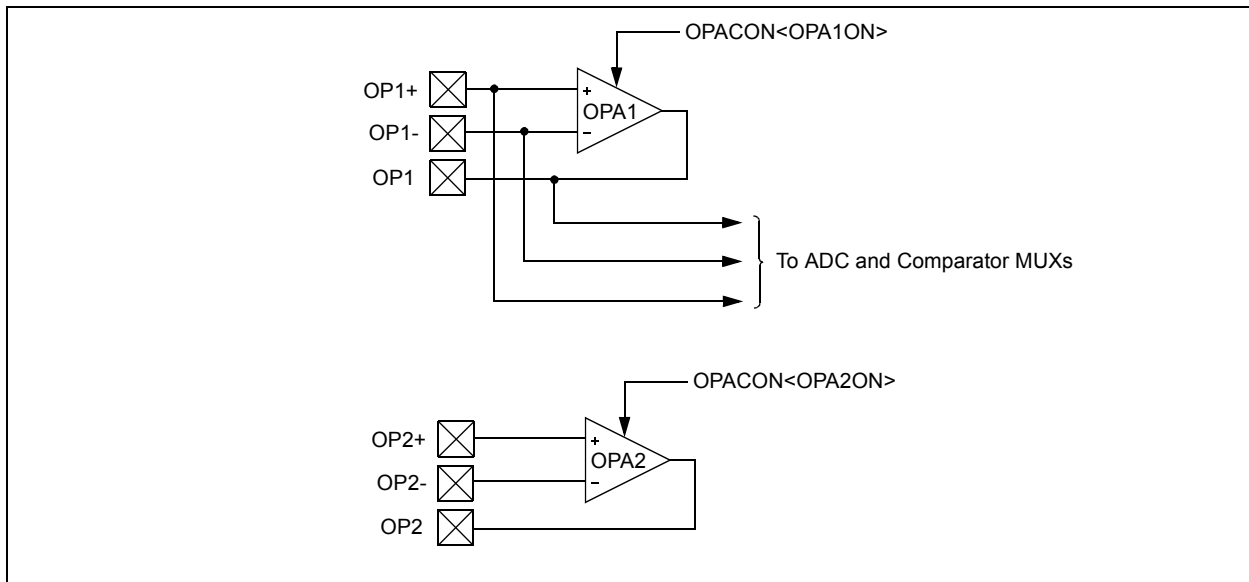 OPACON<OPA1ON>
OP1+
+
OPA1
OP1-
−
OP1
To ADC and Comparator MUXs
OPACON<OPA2ON>
OP2+
+
OPA2
OP2-
−
OP2